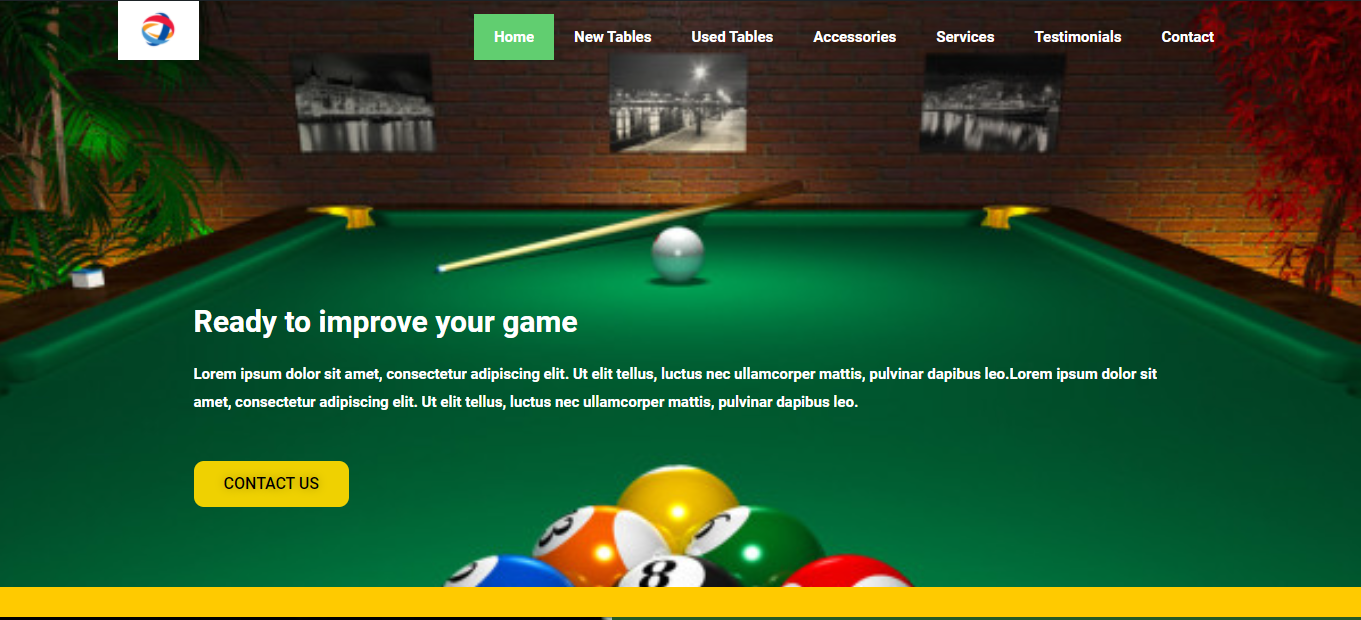 Home New Tables Used Tables Accessories Services Testimonials Contact
Ready to improve your game
Lorem ipsum dolor sit amet, consectetur adipiscing elit. Ut elit tellus, luctus nec ullamcorper mattis, pulvinar dapibus leo.Lorem ipsum dolor sit
amet, consectetur adipiscing elit. Ut elit tellus, luctus nec ullamcorper mattis, pulvinar dapibus leo.
CONTACT US
3
8